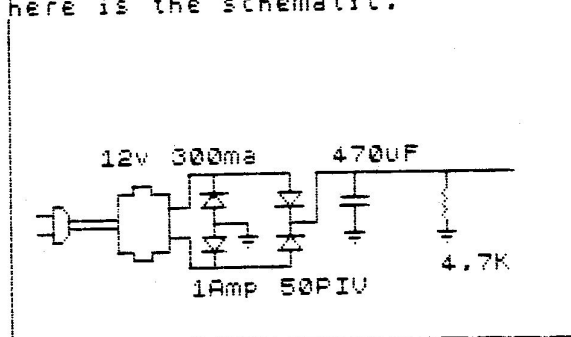 here is the schematic.
12v 300ma
470uF
4.7K
1Amp 50PIV